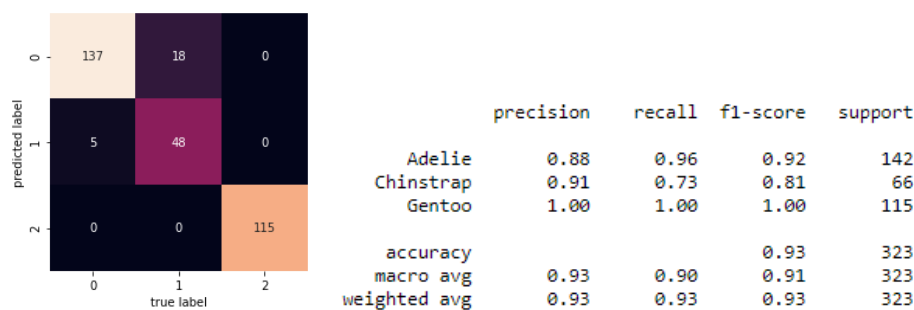 predicted label
0 137 18 0
1 5 48 0
2 0 0 115
0 1 2
true label
precision recall f1-score support
Adelie 0.88 0.96 0.92 142
Chinstrap 0.91 0.73 0.81 66
Gentoo 1.00 1.00 1.00 115
accuracy 0.93 323
macro avg 0.93 0.90 0.91 323
weighted avg 0.93 0.93 0.93 323